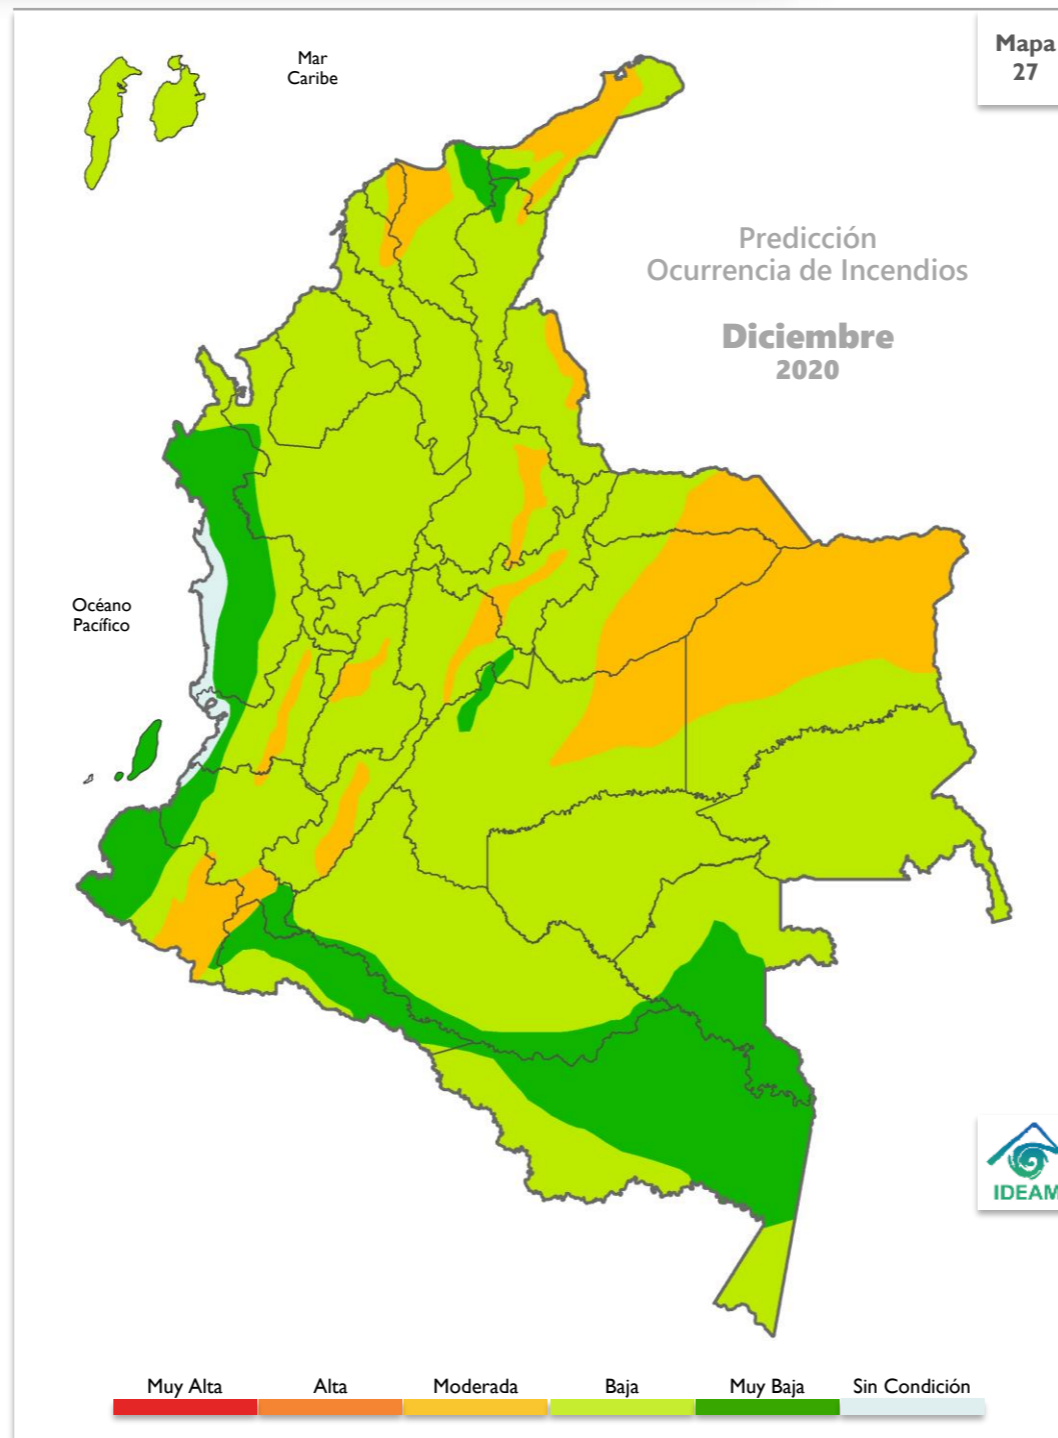 Mapa
27
Mar
Caribe
Predicción
Ocurrencia de Incendios
Diciembre
2020
Océano
Pacífico
IDEAM
Muy Alta
Alta
Moderada
Baja
Muy Baja
Sin Condición